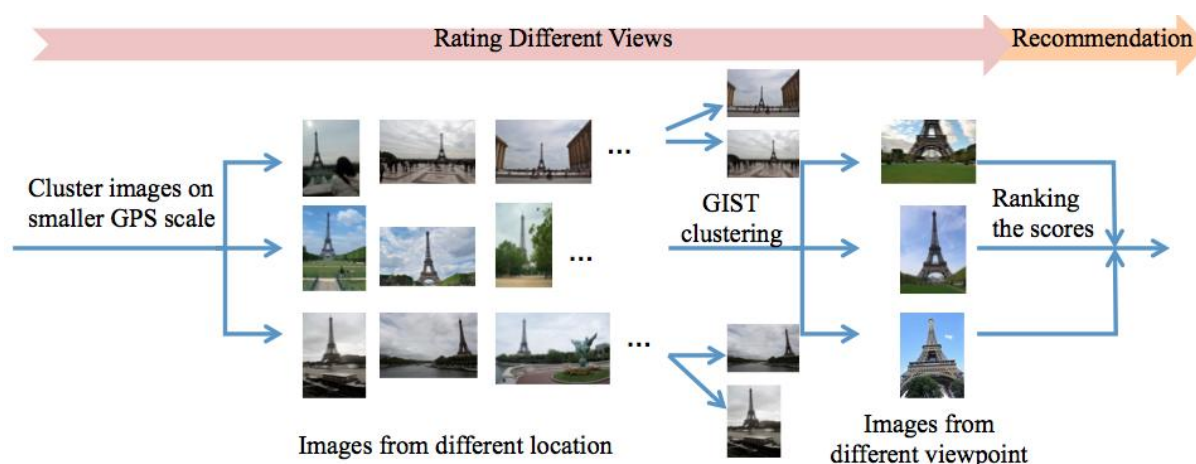 Rating Different Views
Recommendation
Cluster images on
smaller GPS scale
...
...
...
GIST
clustering
Ranking
the scores
Images from different location
Images from
different viewpoint